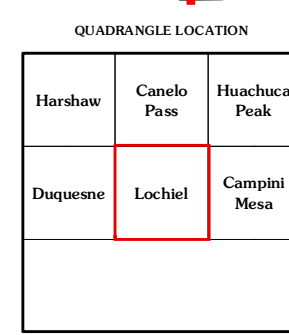 QUADRANGLE LOCATION
Harshaw
Canelo
Pass
Huachuca
Peak
Duquesne
Lochiel
Campini
Mesa